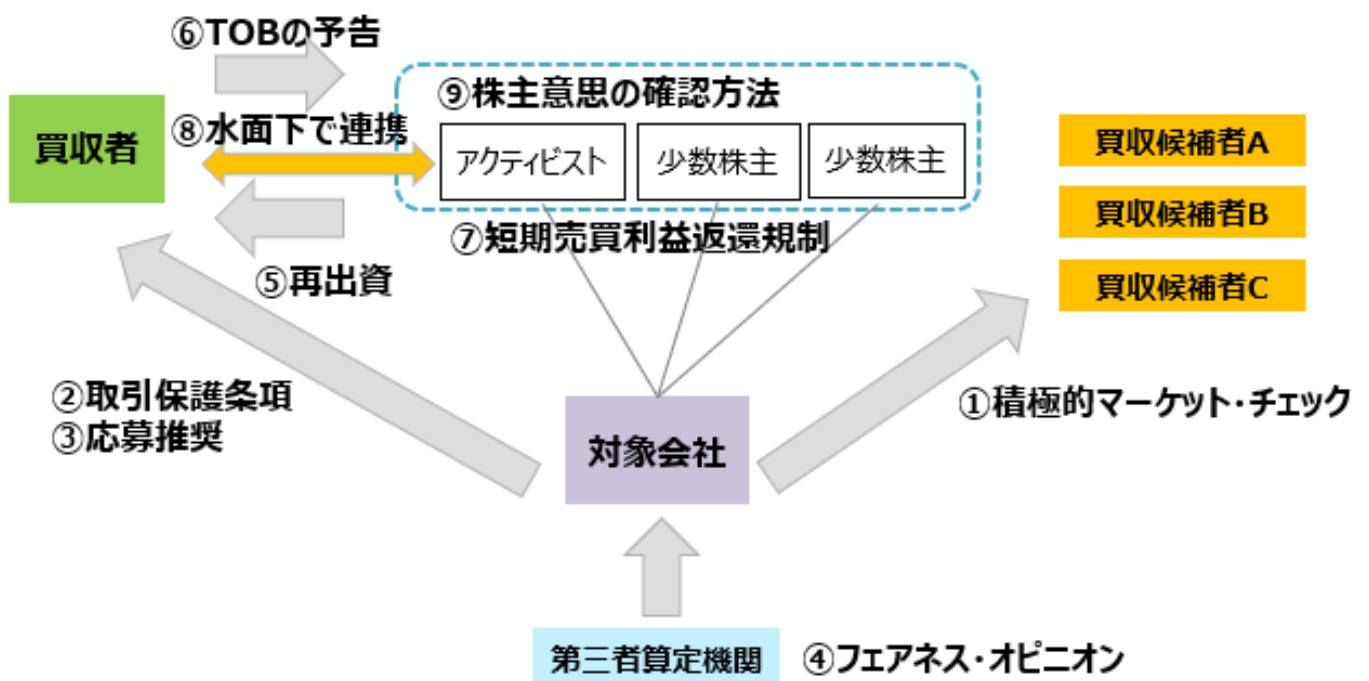 ⑥TOBの予告
⑨株主意思の確認方法
買収者
⑧水面下で連携
アクティビスト
少数株主
少数株主
買収候補者A
買収候補者B
買収候補者C
⑦短期売買利益返還規制
⑤再出資
②取引保護条項
③応募推奨
①積極的マーケット・チェック
対象会社
第三者算定機関
④フェアネス・オピニオン